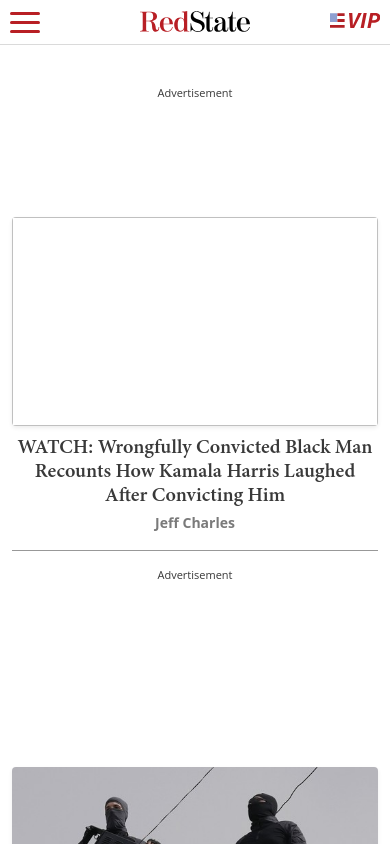 RedState
VIP
Advertisement
WATCH: Wrongfully Convicted Black Man
Recounts How Kamala Harris Laughed
After Convicting Him
Jeff Charles
Advertisement